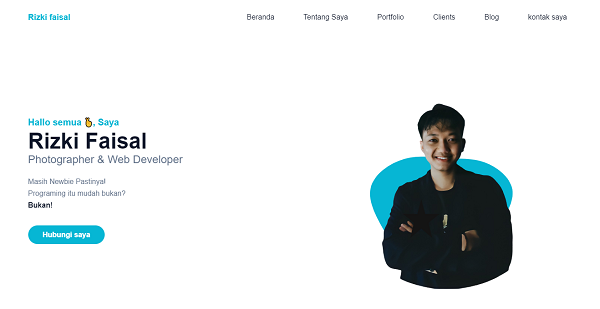 Rizki faisal
Beranda Tentang Saya Portfolio Clients Blog kontak saya
Hallo semua 🫰, Saya
Rizki Faisal
Photographer & Web Developer
Masih Newbie Pastinya!
Programing itu mudah bukan?
Bukan!
Hubungi saya